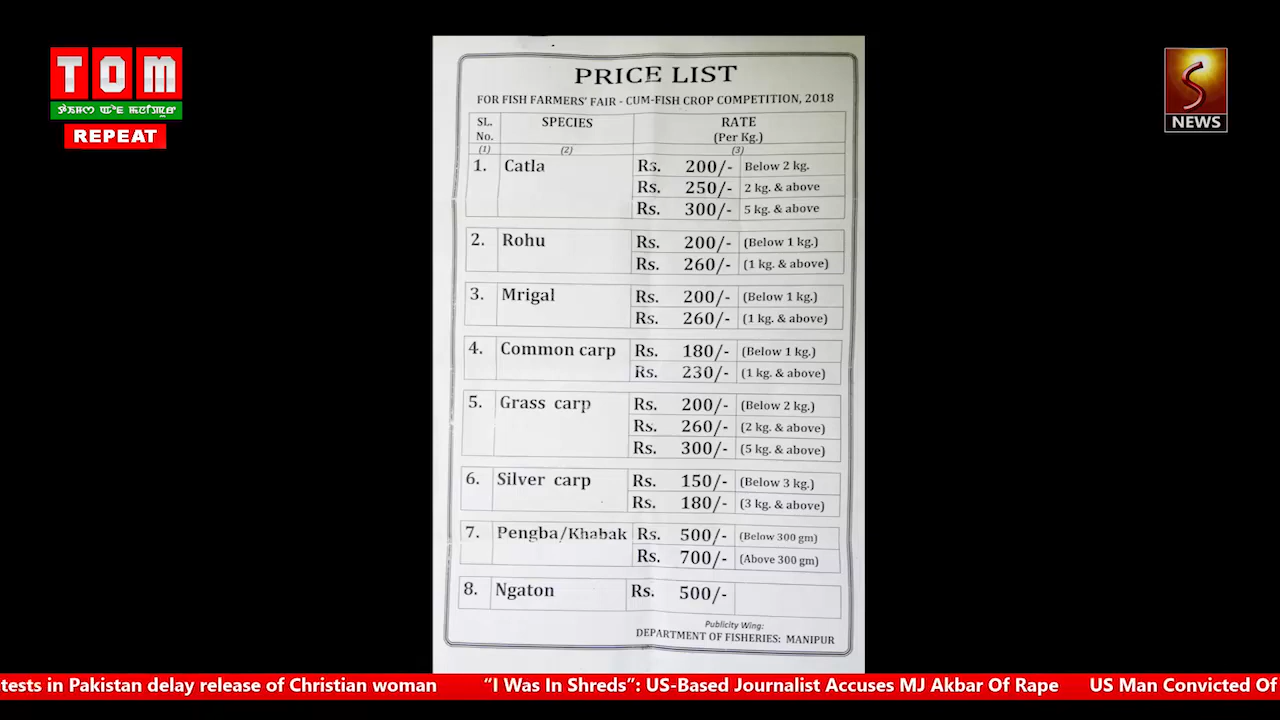 TOM
REPEAT
S
NEWS
PRICE LIST
FOR FISH FARMERS' FAIR - CUM-FISH CROP COMPETITION, 2018
SL. No. SPECIES RATE (Per Kg.)
(1) (2) (3)
1. Catla Rs. 200/- Below 2 kg.
Rs. 250/- 2 kg. & above
Rs. 300/- 5 kg. & above
2. Rohu Rs. 200/- (Below 1 kg.)
Rs. 260/- (1 kg. & above)
3. Mrigal Rs. 200/- (Below 1 kg.)
Rs. 260/- (1 kg. & above)
4. Common carp Rs. 180/- (Below 1 kg.)
Rs. 230/- (1 kg. & above)
5. Grass carp Rs. 200/- (Below 2 kg.)
Rs. 260/- (2 kg. & above)
Rs. 300/- (5 kg. & above)
6. Silver carp Rs. 150/- (Below 3 kg.)
Rs. 180/- (3 kg. & above)
7. Pengba/Khabak Rs. 500/- (Below 300 gm)
Rs. 700/- (Above 300 gm)
8. Ngaton Rs. 500/-
Publicity Wing:
DEPARTMENT OF FISHERIES: MANIPUR
tests in Pakistan delay release of Christian woman “I Was In Shreds”: US-Based Journalist Accuses MJ Akbar Of Rape US Man Convicted Of